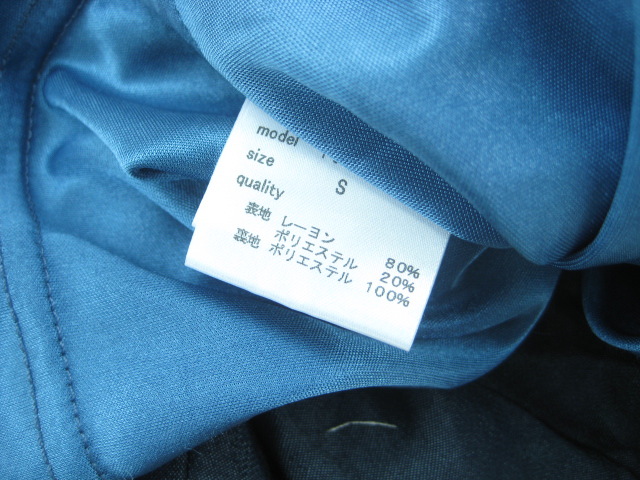 model
size S
quality
表地 レーヨン 80%
ポリエステル 20%
裏地 ポリエステル 100%